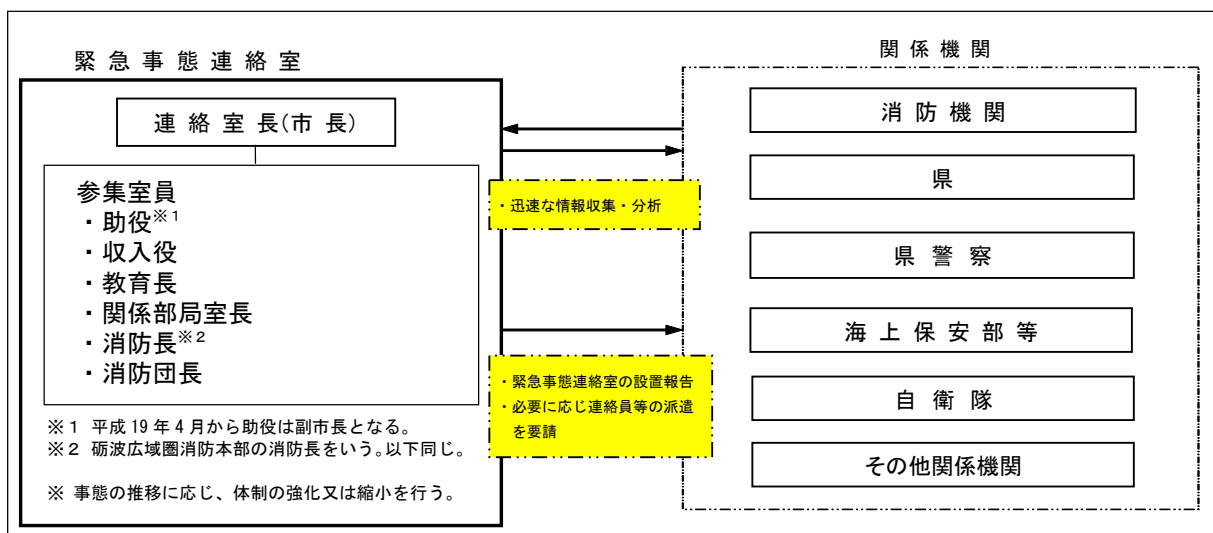 緊急事態連絡室
連絡室長(市長)
参集室員
・助役※1
・収入役
・教育長
・関係部局室長
・消防長※2
・消防団長
※1 平成19年4月から助役は副市長となる。
※2 砺波広域圏消防本部の消防長をいう。以下同じ。
※ 事態の推移に応じ、体制の強化又は縮小を行う。
・迅速な情報収集・分析
・緊急事態連絡室の設置報告
・必要に応じ連絡員等の派遣
を要請
関係機関
消防機関
県
県警察
海上保安部等
自衛隊
その他関係機関